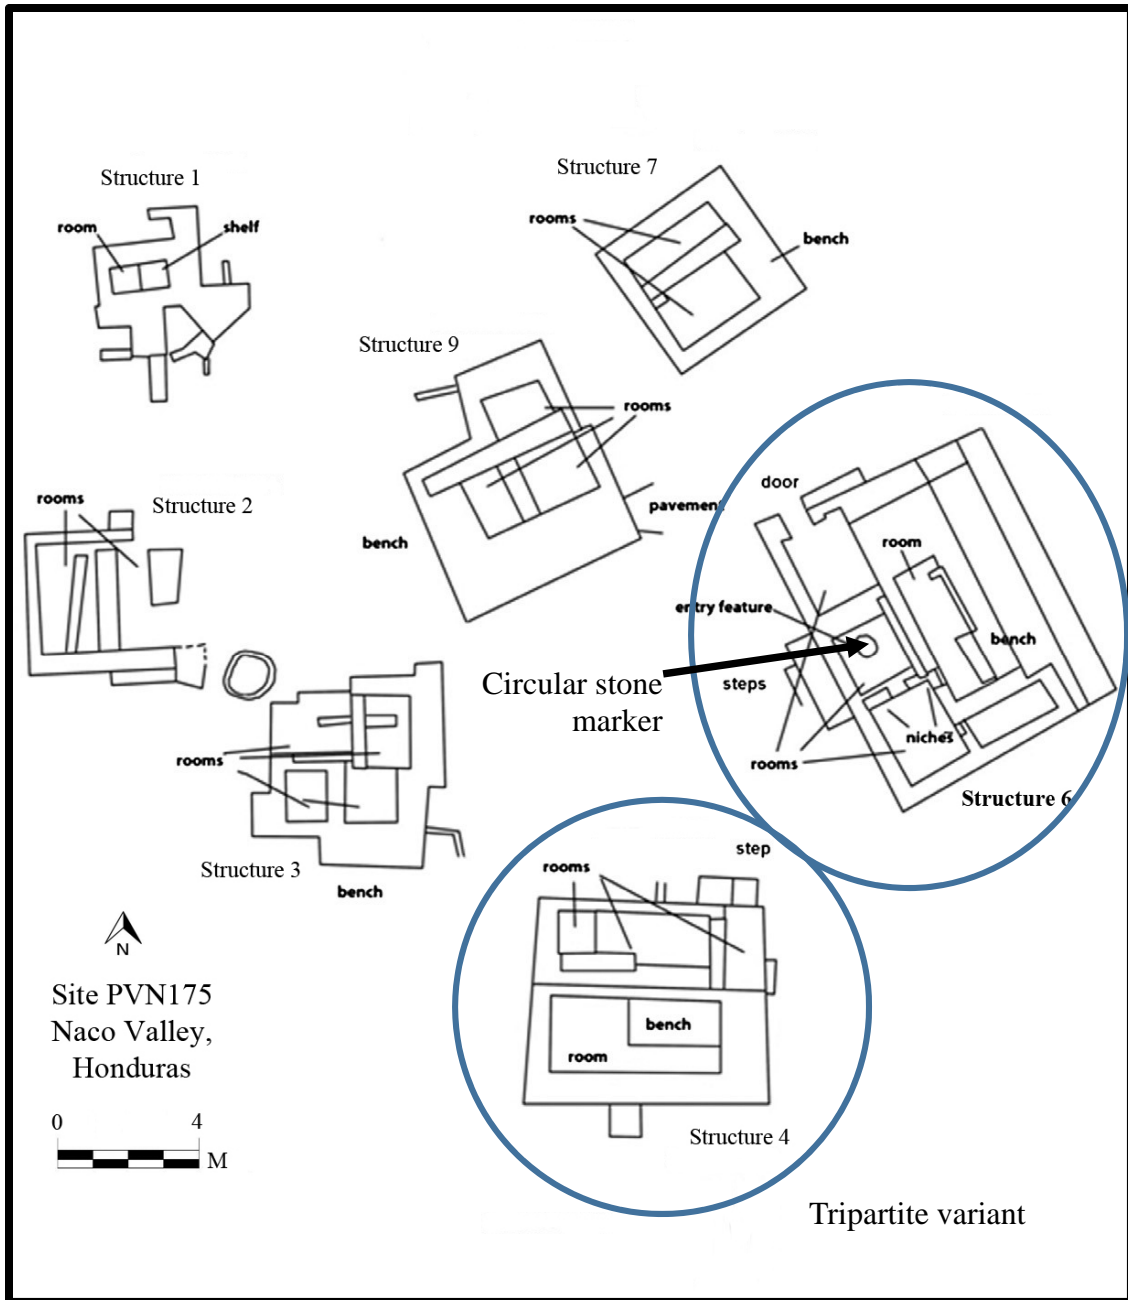 Structure 1
room
shelf
Structure 7
rooms
bench
Structure 9
rooms
pavement
bench
rooms
Structure 2
door
room
entry feature
bench
Circular stone
marker
steps
niches
rooms
Structure 6
rooms
Structure 3
bench
step
rooms
bench
room
Structure 4
N
Site PVN175
Naco Valley,
Honduras
0 4
M
Tripartite variant